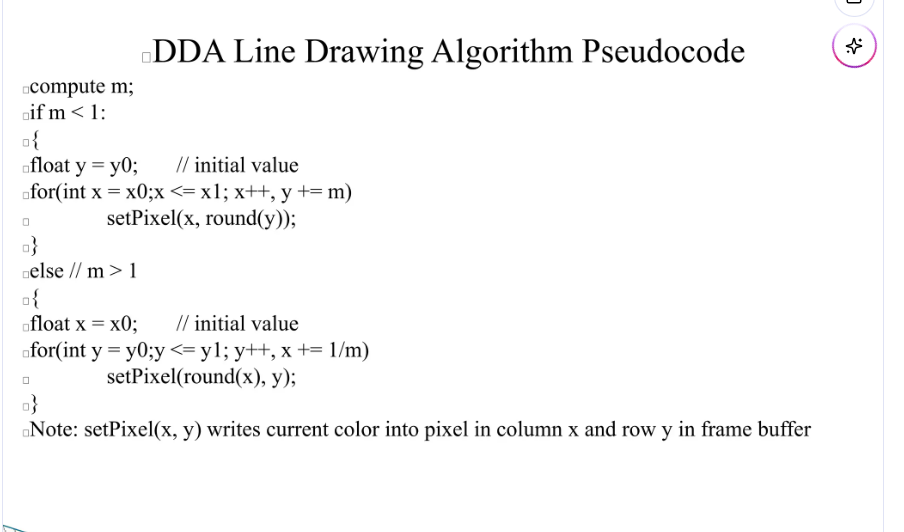 DDA Line Drawing Algorithm Pseudocode
compute m;
if m < 1:
{
float y = y0; // initial value
for(int x = x0;x <= x1; x++, y += m)
setPixel(x, round(y));
}
else // m > 1
{
float x = x0; // initial value
for(int y = y0;y <= y1; y++, x += 1/m)
setPixel(round(x), y);
}
Note: setPixel(x, y) writes current color into pixel in column x and row y in frame buffer